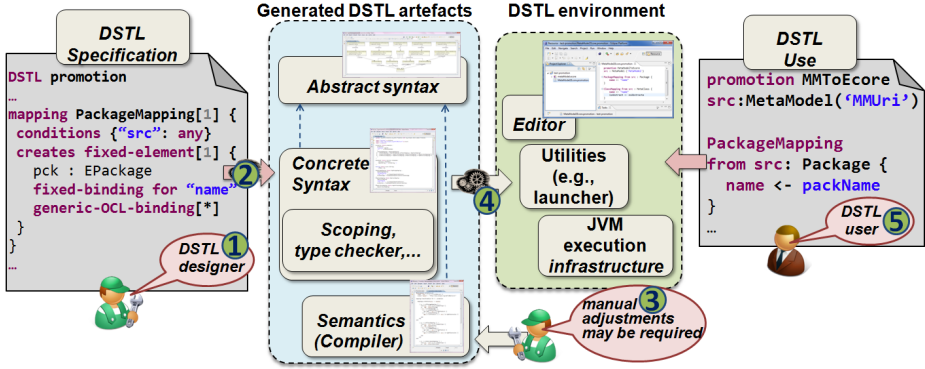 Generated DSTL artefacts
DSTL environment
DSTL
Specification
DSTL promotion
…
mapping PackageMapping[1] {
conditions {“src”: any}
creates fixed-element[1] {
pck : EPackage
fixed-binding for “name”
generic-OCL-binding[*]
}
}
…
1
DSTL
designer
2
Abstract syntax
Concrete
Syntax
Scoping,
type checker,...
Semantics
(Compiler)
4
Editor
Utilities
(e.g.,
launcher)
JVM
execution
infrastructure
3
manual
adjustments
may be required
DSTL
Use
promotion MMToEcore
src:MetaModel(‘MMUri’)
PackageMapping
from src: Package {
name <- packName
}
…
DSTL
user
5